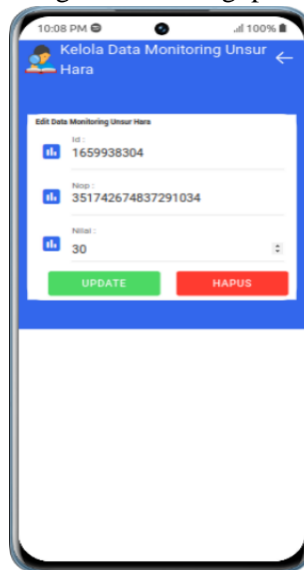 10:08 PM
100%
Kelola Data Monitoring Unsur
Hara
Edit Data Monitoring Unsur Hara
Id :
1659938304
Nop :
351742674837291034
Nilai :
30
UPDATE
HAPUS